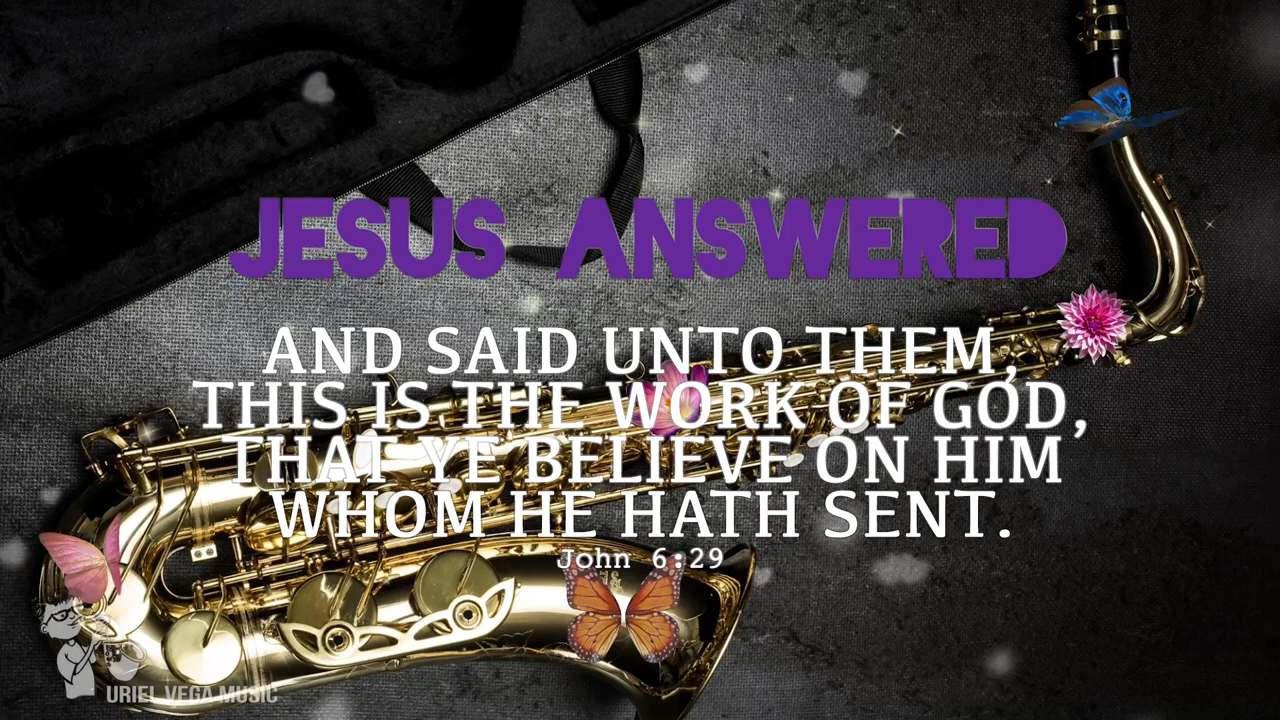 JESUS ANSWERED
AND SAID UNTO THEM,
THIS IS THE WORK OF GOD,
THAT YE BELIEVE ON HIM
WHOM HE HATH SENT.
John 6:29
URIEL VEGA MUSIC